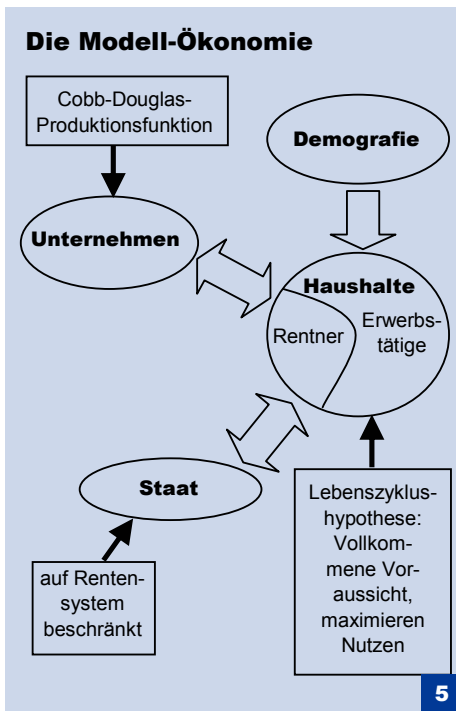 Die Modell-Ökonomie
Cobb-Douglas-
Produktionsfunktion
Demografie
Unternehmen
Haushalte
Rentner
Erwerbs-
tätige
Staat
auf Renten-
system
beschränkt
Lebenszyklus-
hypothese:
Vollkom-
mene Vor-
aussicht,
maximieren
Nutzen
5